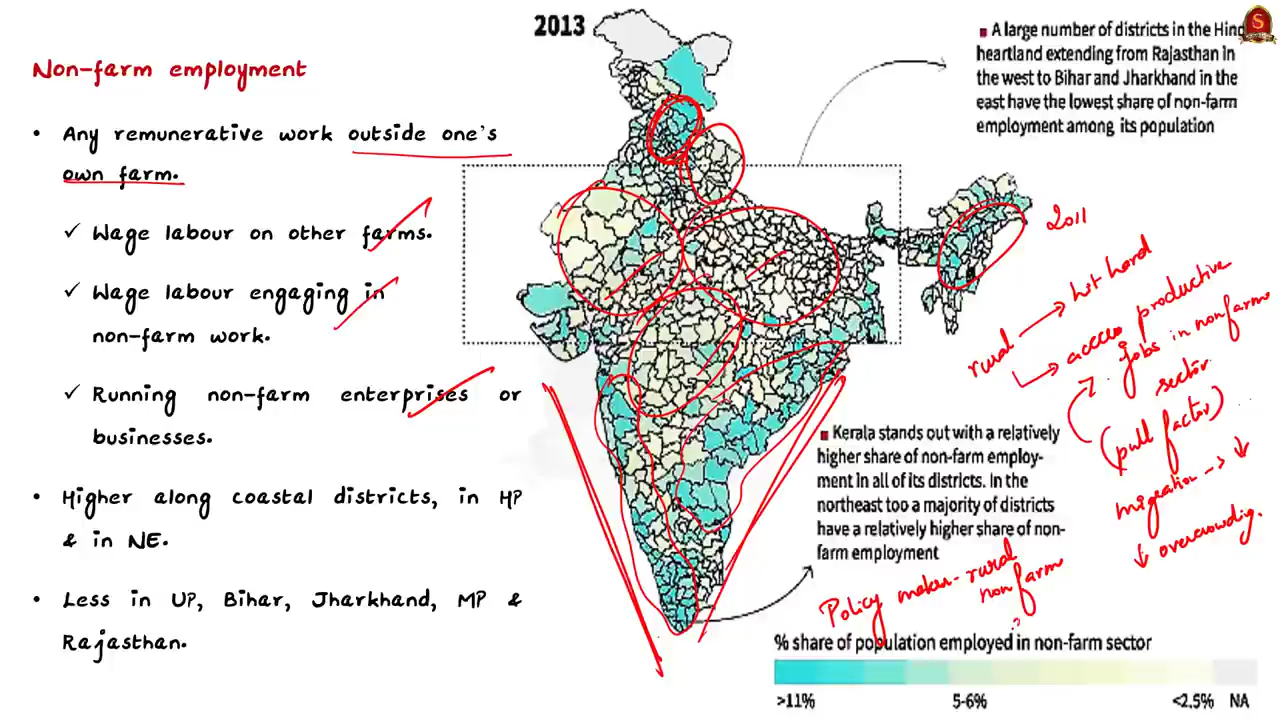 Non-farm employment
• Any remunerative work outside one's
own farm.
✓ Wage labour on other farms.
✓ Wage labour engaging in
non-farm work.
✓ Running non-farm enterprises or
businesses.
• Higher along coastal districts, in HP
& in NE.
• Less in UP, Bihar, Jharkhand, MP &
Rajasthan.
2013
A large number of districts in the Hind
heartland extending from Rajasthan in
the west to Bihar and Jharkhand in the
east have the lowest share of non-farm
employment among its population
S
2011
rural → hit hard
→ access productive
jobs in nonfarm
sector
(pull factor)
migration → ↓
↓ overcrowding.
Kerala stands out with a relatively
higher share of non-farm employ-
ment in all of its districts. In the
northeast too a majority of districts
have a relatively higher share of non-
farm employment
Policy makers - rural
non farm
% share of population employed in non-farm sector
>11% 5-6% <2.5% NA